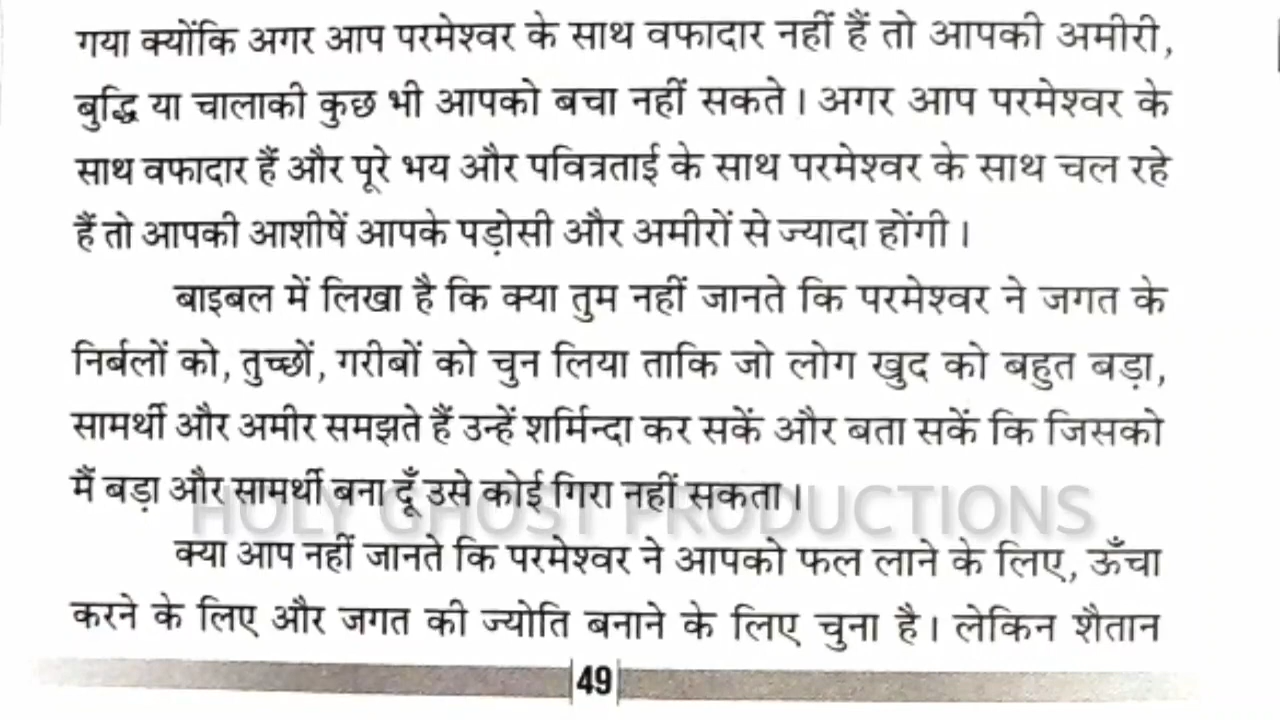 गया क्योंकि अगर आप परमेश्वर के साथ वफादार नहीं हैं तो आपकी अमीरी,
बुद्धि या चालाकी कुछ भी आपको बचा नहीं सकते। अगर आप परमेश्वर के
साथ वफादार हैं और पूरे भय और पवित्रताई के साथ परमेश्वर के साथ चल रहे
हैं तो आपकी आशीषें आपके पड़ोसी और अमीरों से ज्यादा होंगी।
बाइबल में लिखा है कि क्या तुम नहीं जानते कि परमेश्वर ने जगत के
निर्बलों को, तुच्छों, गरीबों को चुन लिया ताकि जो लोग खुद को बहुत बड़ा,
सामर्थी और अमीर समझते हैं उन्हें शर्मिन्दा कर सकें और बता सकें कि जिसको
मैं बड़ा और सामर्थी बना दूँ उसे कोई गिरा नहीं सकता।
HOLY GHOST PRODUCTIONS
क्या आप नहीं जानते कि परमेश्वर ने आपको फल लाने के लिए, ऊँचा
करने के लिए और जगत की ज्योति बनाने के लिए चुना है। लेकिन शैतान
49